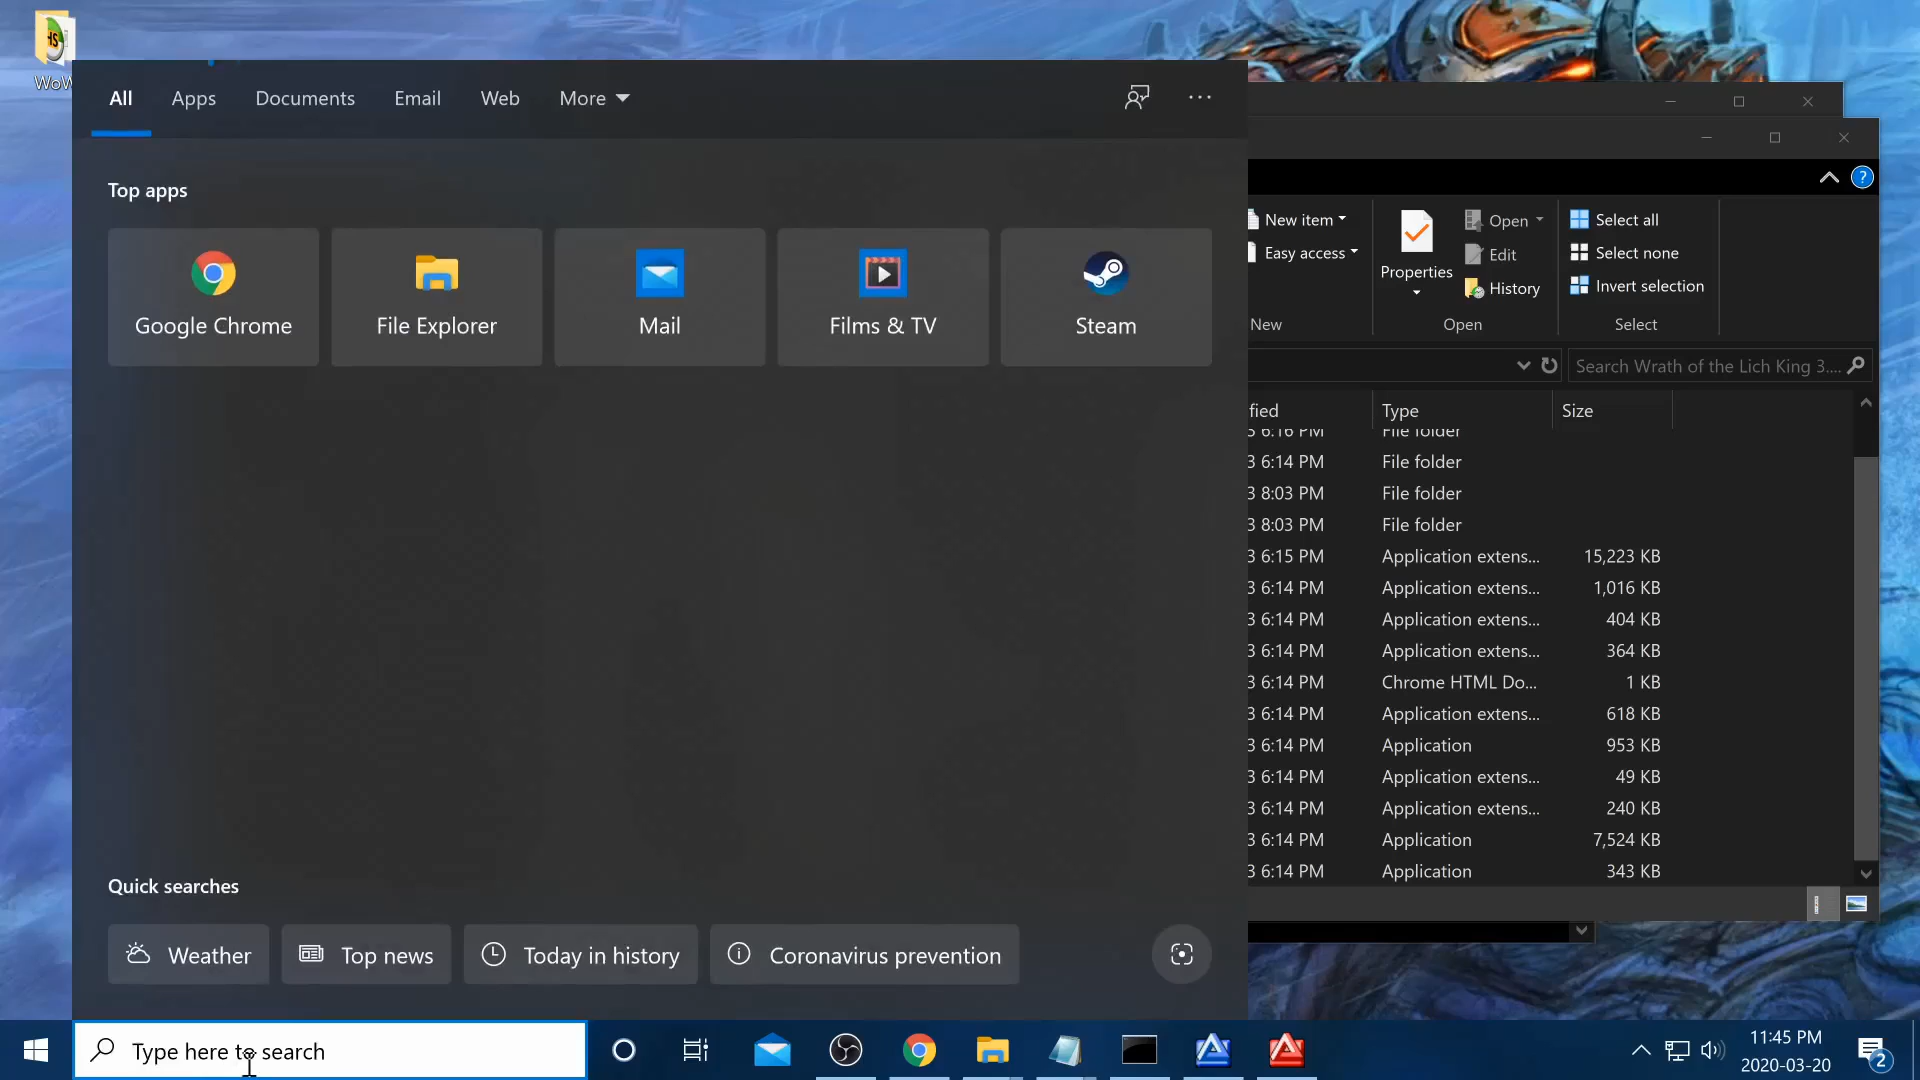 WoW
All Apps Documents Email Web More
Top apps
Google Chrome
File Explorer
Mail
Films & TV
Steam
Quick searches
Weather
Top news
Today in history
Coronavirus prevention
New item
Easy access
New
Properties
Open
Edit
History
Open
Select all
Select none
Invert selection
Select
Search Wrath of the Lich King 3....
fied Type Size
6:16 PM File folder
3 6:14 PM File folder
3 8:03 PM File folder
3 8:03 PM File folder
3 6:15 PM Application extens... 15,223 KB
3 6:14 PM Application extens... 1,016 KB
3 6:14 PM Application extens... 404 KB
3 6:14 PM Application extens... 364 KB
3 6:14 PM Chrome HTML Do... 1 KB
3 6:14 PM Application extens... 618 KB
3 6:14 PM Application 953 KB
3 6:14 PM Application extens... 49 KB
3 6:14 PM Application extens... 240 KB
3 6:14 PM Application 7,524 KB
3 6:14 PM Application 343 KB
Type here to search
11:45 PM
2020-03-20
2